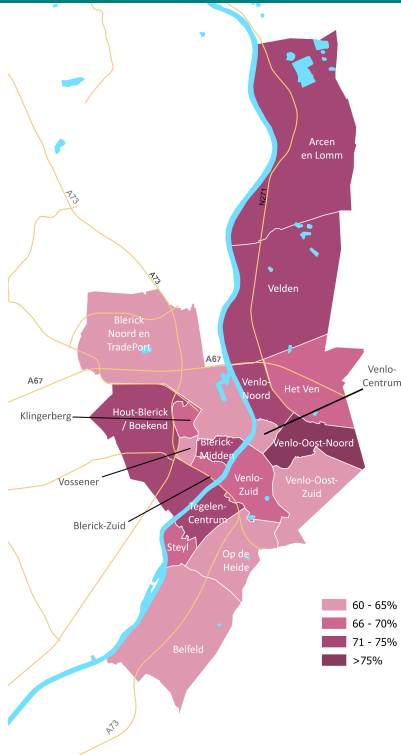 Arcen
en Lomm
A73
N271
Velden
A73
Blerick
Noord en
TradePort
A67
Venlo-
Centrum
A67
Venlo-
Noord
Het Ven
Klingerberg
Hout-Blerick
/ Boekend
Blerick-
Midden
Venlo-Oost-Noord
Vossener
Venlo-
Zuid
Venlo-Oost-
Zuid
Blerick-Zuid
Tegelen-
Centrum
Steyl
Op de
Heide
Belfeld
A73
60 - 65%
66 - 70%
71 - 75%
>75%